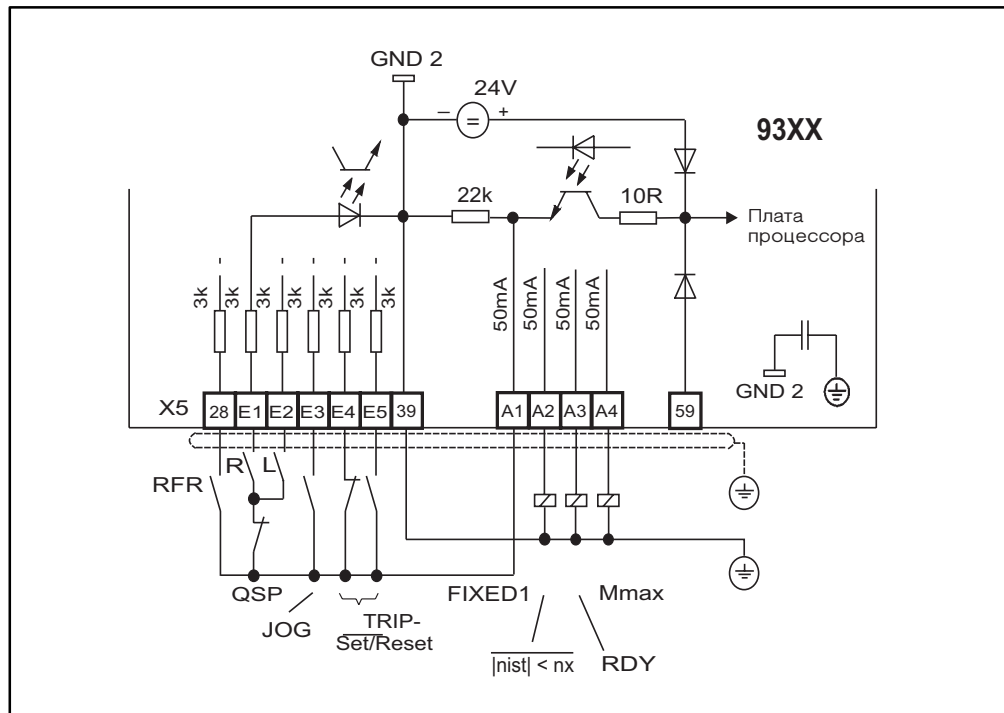 GND 2
24V
– = +
93XX
22k
10R
Плата
процессора
3k 3k 3k 3k 3k 3k
50mA 50mA 50mA 50mA
GND 2
X5 28 E1 E2 E3 E4 E5 39 A1 A2 A3 A4 59
R L
RFR
QSP
FIXED1
Mmax
JOG
TRIP-
Set/Reset
|nist| < nx
RDY